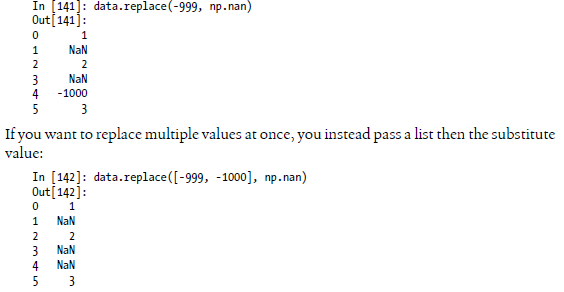 In [141]: data.replace(-999, np.nan)
Out[141]:
0 1
1 NaN
2 2
3 NaN
4 -1000
5 3
If you want to replace multiple values at once, you instead pass a list then the substitute
value:
In [142]: data.replace([-999, -1000], np.nan)
Out[142]:
0 1
1 NaN
2 2
3 NaN
4 NaN
5 3